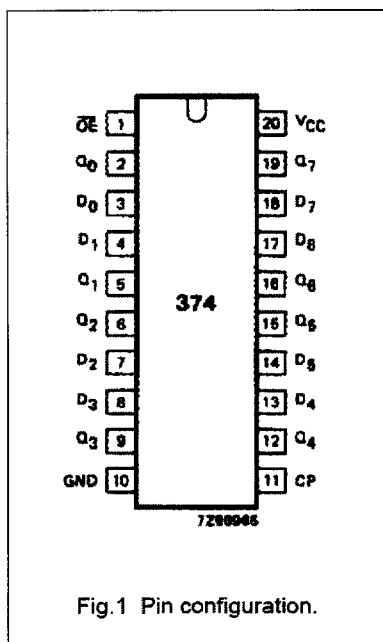 OE 1 20 VCC
Q0 2 19 Q7
D0 3 18 D7
D1 4 17 D6
Q1 5 16 Q6
374
Q2 6 15 Q5
D2 7 14 D5
D3 8 13 D4
Q3 9 12 Q4
GND 10 11 CP
Fig.1 Pin configuration.